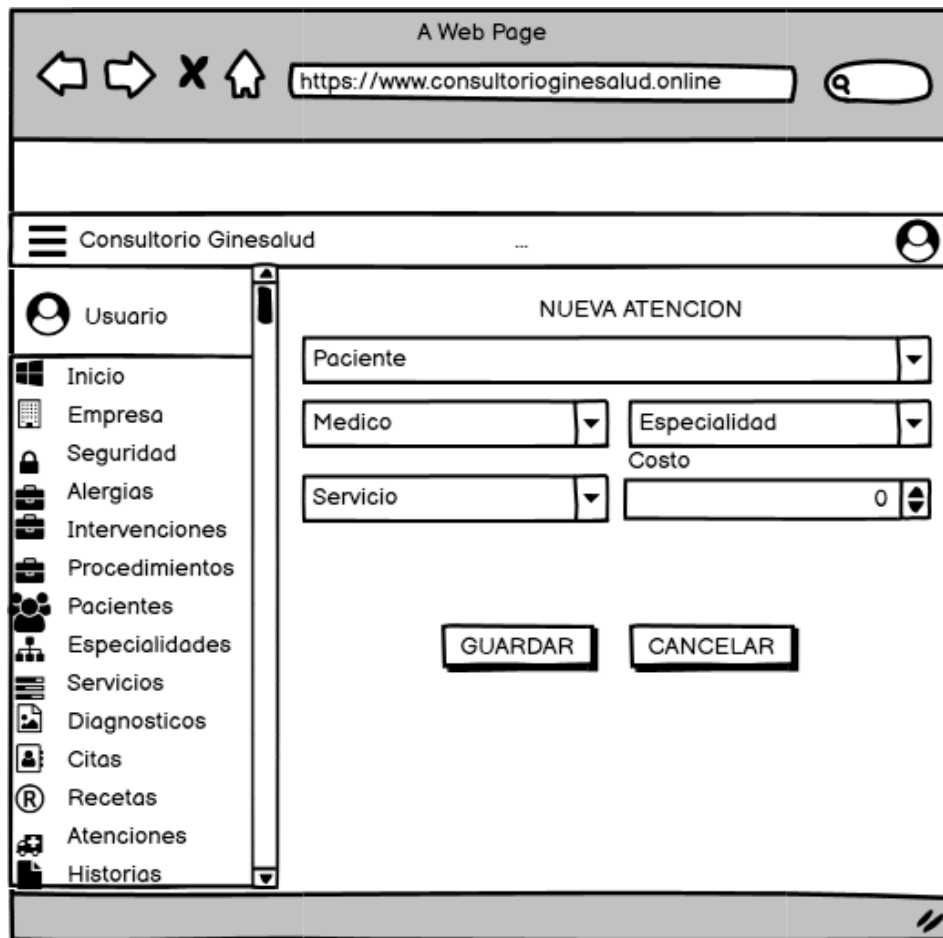 A Web Page
https://www.consultorioginesalud.online
Consultorio Ginesalud ...
Usuario
Inicio
Empresa
Seguridad
Alergias
Intervenciones
Procedimientos
Pacientes
Especialidades
Servicios
Diagnosticos
Citas
® Recetas
Atenciones
Historias
NUEVA ATENCION
Paciente
Medico Especialidad
Costo
Servicio 0
GUARDAR CANCELAR